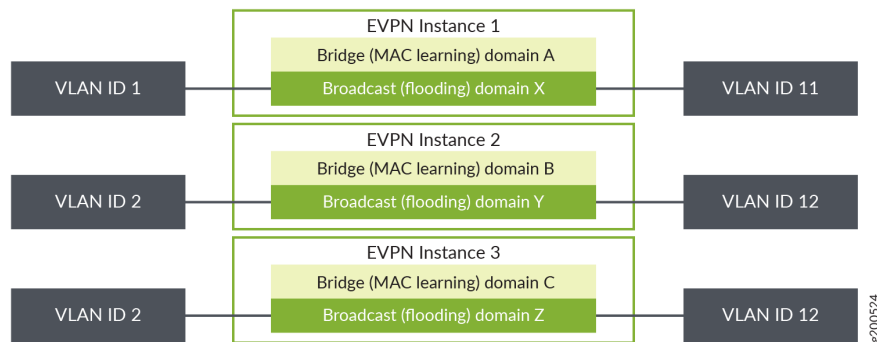 EVPN Instance 1
Bridge (MAC learning) domain A
VLAN ID 1
Broadcast (flooding) domain X
VLAN ID 11
EVPN Instance 2
Bridge (MAC learning) domain B
VLAN ID 2
Broadcast (flooding) domain Y
VLAN ID 12
EVPN Instance 3
Bridge (MAC learning) domain C
VLAN ID 2
Broadcast (flooding) domain Z
VLAN ID 12
g200524